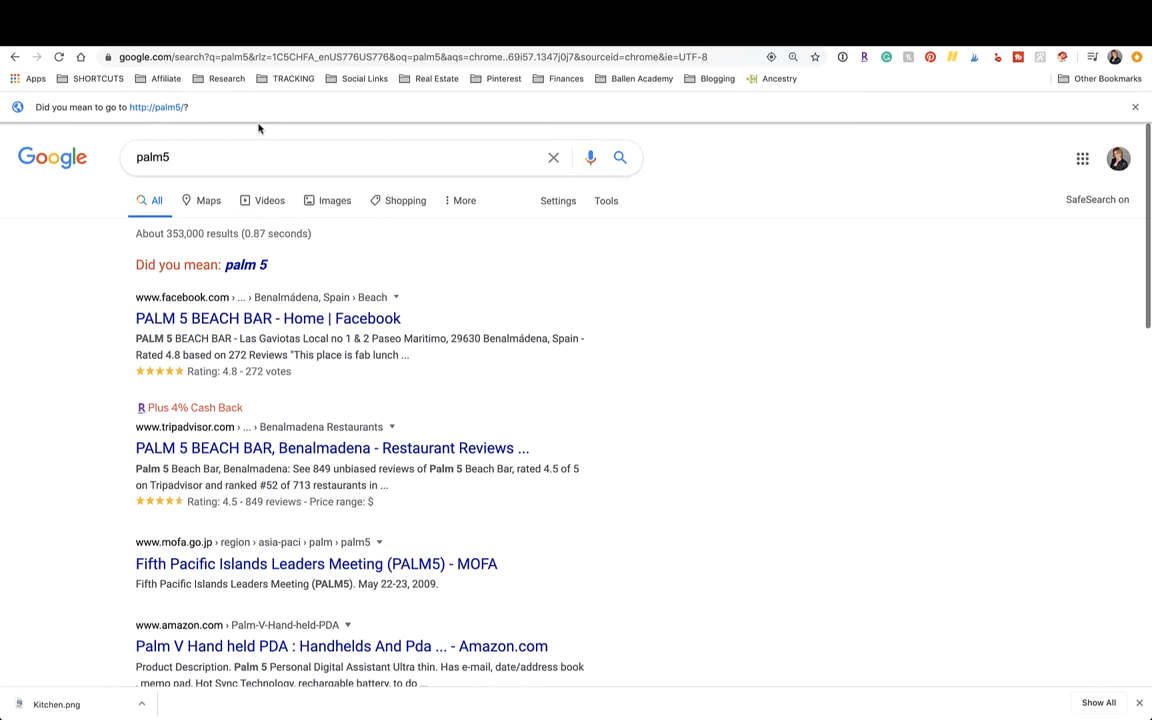 google.com/search?q=palm5&rlz=1C5CHFA_enUS776US776&oq=palm5&aqs=chrome..69i57.1347j0j7&sourceid=chrome&ie=UTF-8
Apps SHORTCUTS Affiliate Research TRACKING Social Links Real Estate Pinterest Finances Ballen Academy Blogging Ancestry Other Bookmarks
Did you mean to go to http://palm5/?
Google palm5
All Maps Videos Images Shopping More Settings Tools SafeSearch on
About 353,000 results (0.87 seconds)
Did you mean: palm 5
www.facebook.com › ... › Benalmádena, Spain › Beach
PALM 5 BEACH BAR - Home | Facebook
PALM 5 BEACH BAR - Las Gaviotas Local no 1 & 2 Paseo Maritimo, 29630 Benalmádena, Spain -
Rated 4.8 based on 272 Reviews "This place is fab lunch ...
Rating: 4.8 - 272 votes
R Plus 4% Cash Back
www.tripadvisor.com › ... › Benalmadena Restaurants
PALM 5 BEACH BAR, Benalmadena - Restaurant Reviews ...
Palm 5 Beach Bar, Benalmadena: See 849 unbiased reviews of Palm 5 Beach Bar, rated 4.5 of 5
on Tripadvisor and ranked #52 of 713 restaurants in ...
Rating: 4.5 - 849 reviews - Price range: $
www.mofa.go.jp › region › asia-paci › palm › palm5
Fifth Pacific Islands Leaders Meeting (PALM5) - MOFA
Fifth Pacific Islands Leaders Meeting (PALM5). May 22-23, 2009.
www.amazon.com › Palm-V-Hand-held-PDA
Palm V Hand held PDA : Handhelds And Pda ... - Amazon.com
Product Description. Palm 5 Personal Digital Assistant Ultra thin. Has e-mail, date/address book
, memo pad, Hot Sync Technology, rechargable battery, to do ...
Kitchen.png Show All